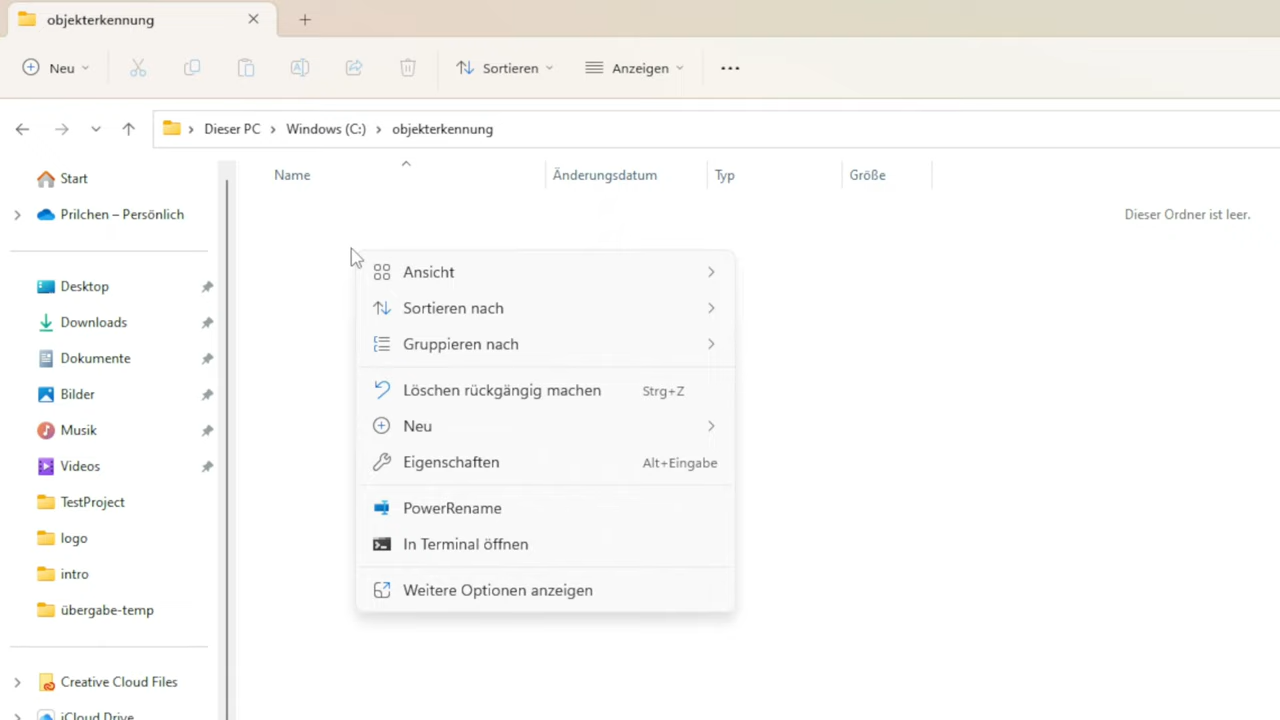 objekterkennung
Neu
Sortieren
Anzeigen
Dieser PC > Windows (C:) > objekterkennung
Name Änderungsdatum Typ Größe
Dieser Ordner ist leer.
Start
Prilchen – Persönlich
Desktop
Downloads
Dokumente
Bilder
Musik
Videos
TestProject
logo
intro
übergabe-temp
Creative Cloud Files
iCloud Drive
Ansicht
Sortieren nach
Gruppieren nach
Löschen rückgängig machen Strg+Z
Neu
Eigenschaften Alt+Eingabe
PowerRename
In Terminal öffnen
Weitere Optionen anzeigen